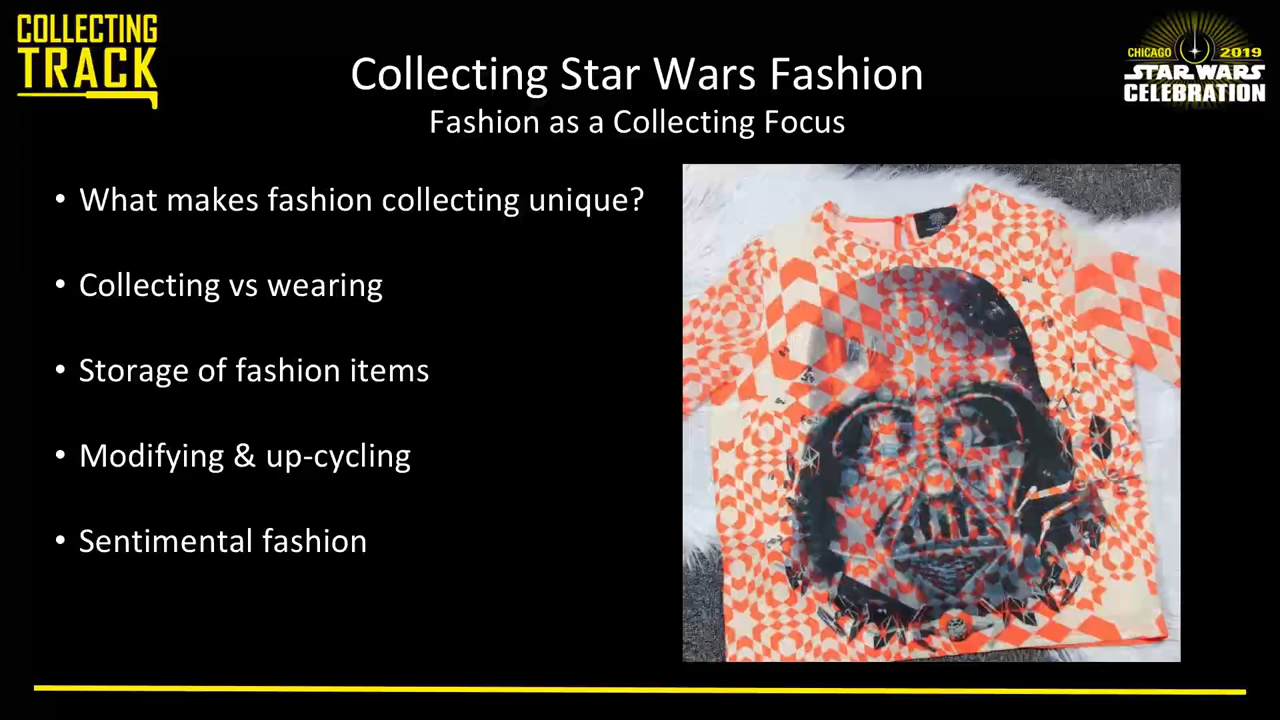 COLLECTING
TRACK
CHICAGO 2019
STAR WARS
CELEBRATION
Collecting Star Wars Fashion
Fashion as a Collecting Focus
• What makes fashion collecting unique?
• Collecting vs wearing
• Storage of fashion items
• Modifying & up-cycling
• Sentimental fashion